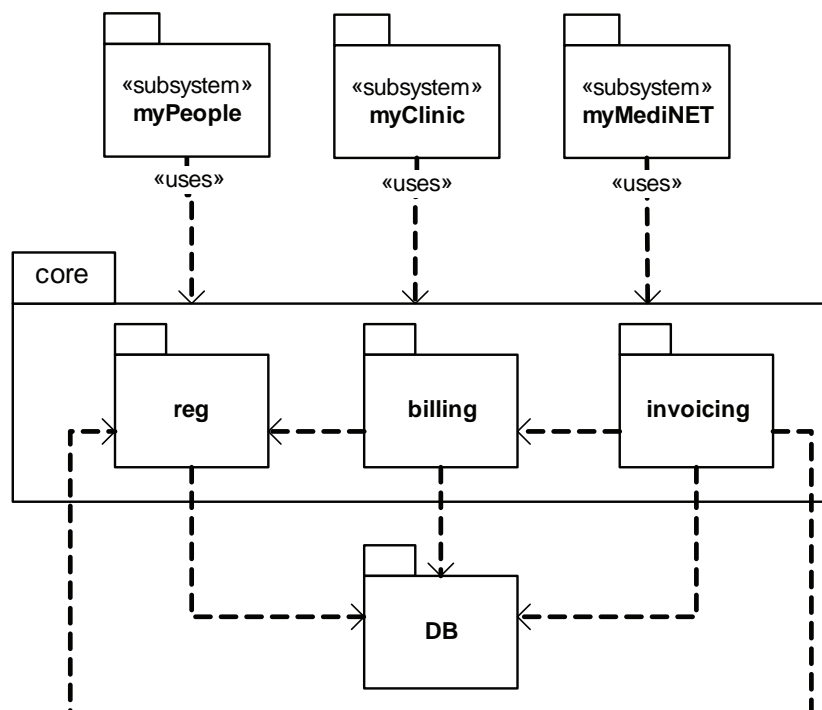 «subsystem»
myPeople
«subsystem»
myClinic
«subsystem»
myMediNET
«uses»
«uses»
«uses»
core
reg
billing
invoicing
DB